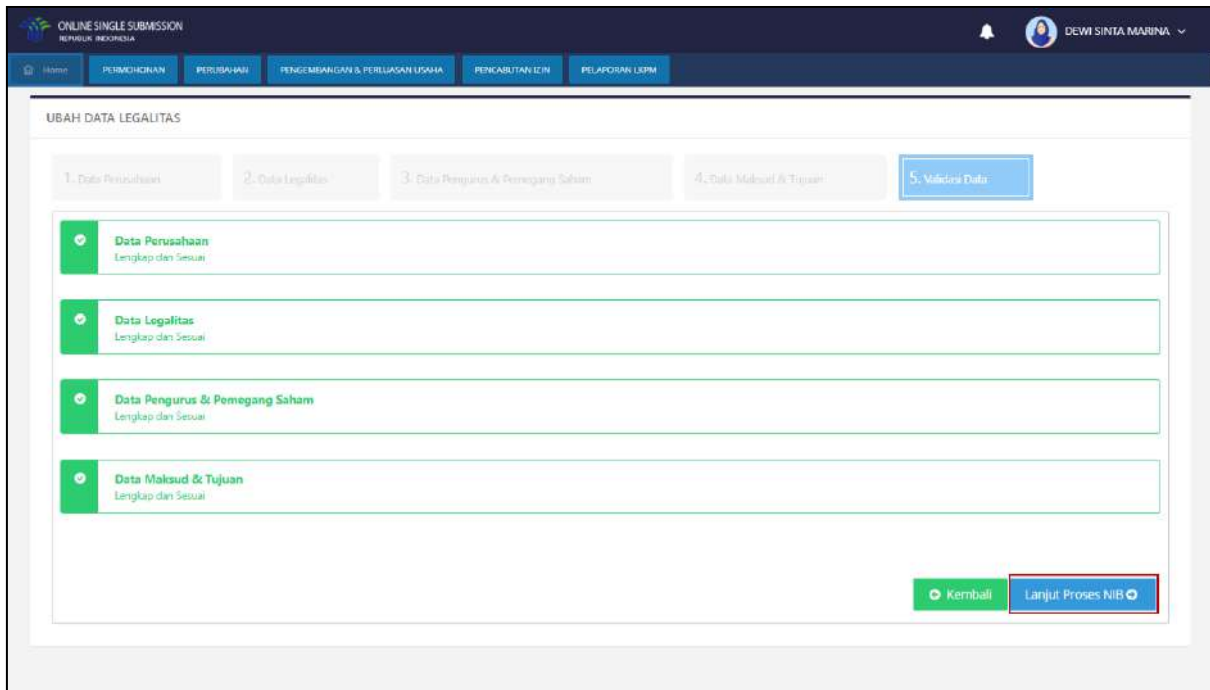 ONLINE SINGLE SUBMISSION
REPUBLIK INDONESIA
DEWI SINTA MARINA
Home
PERMOHONAN
PERUBAHAN
PENGEMBANGAN & PERLUASAN USAHA
PENCABUTAN IZIN
PELAPORAN LKPM
UBAH DATA LEGALITAS
1. Data Perusahaan
2. Data Legalitas
3. Data Pengurus & Pemegang Saham
4. Data Maksud & Tujuan
5. Validasi Data
Data Perusahaan
Lengkap dan Sesuai
Data Legalitas
Lengkap dan Sesuai
Data Pengurus & Pemegang Saham
Lengkap dan Sesuai
Data Maksud & Tujuan
Lengkap dan Sesuai
Kembali
Lanjut Proses NIB